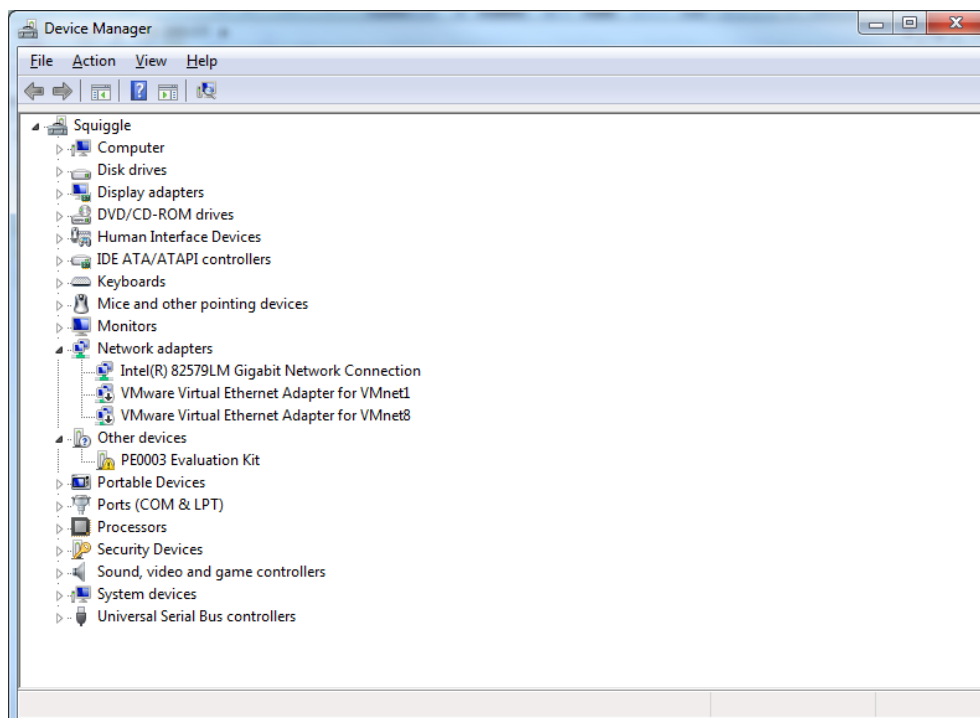 Device Manager
File Action View Help
Squiggle
Computer
Disk drives
Display adapters
DVD/CD-ROM drives
Human Interface Devices
IDE ATA/ATAPI controllers
Keyboards
Mice and other pointing devices
Monitors
Network adapters
Intel(R) 82579LM Gigabit Network Connection
VMware Virtual Ethernet Adapter for VMnet1
VMware Virtual Ethernet Adapter for VMnet8
Other devices
PE0003 Evaluation Kit
Portable Devices
Ports (COM & LPT)
Processors
Security Devices
Sound, video and game controllers
System devices
Universal Serial Bus controllers